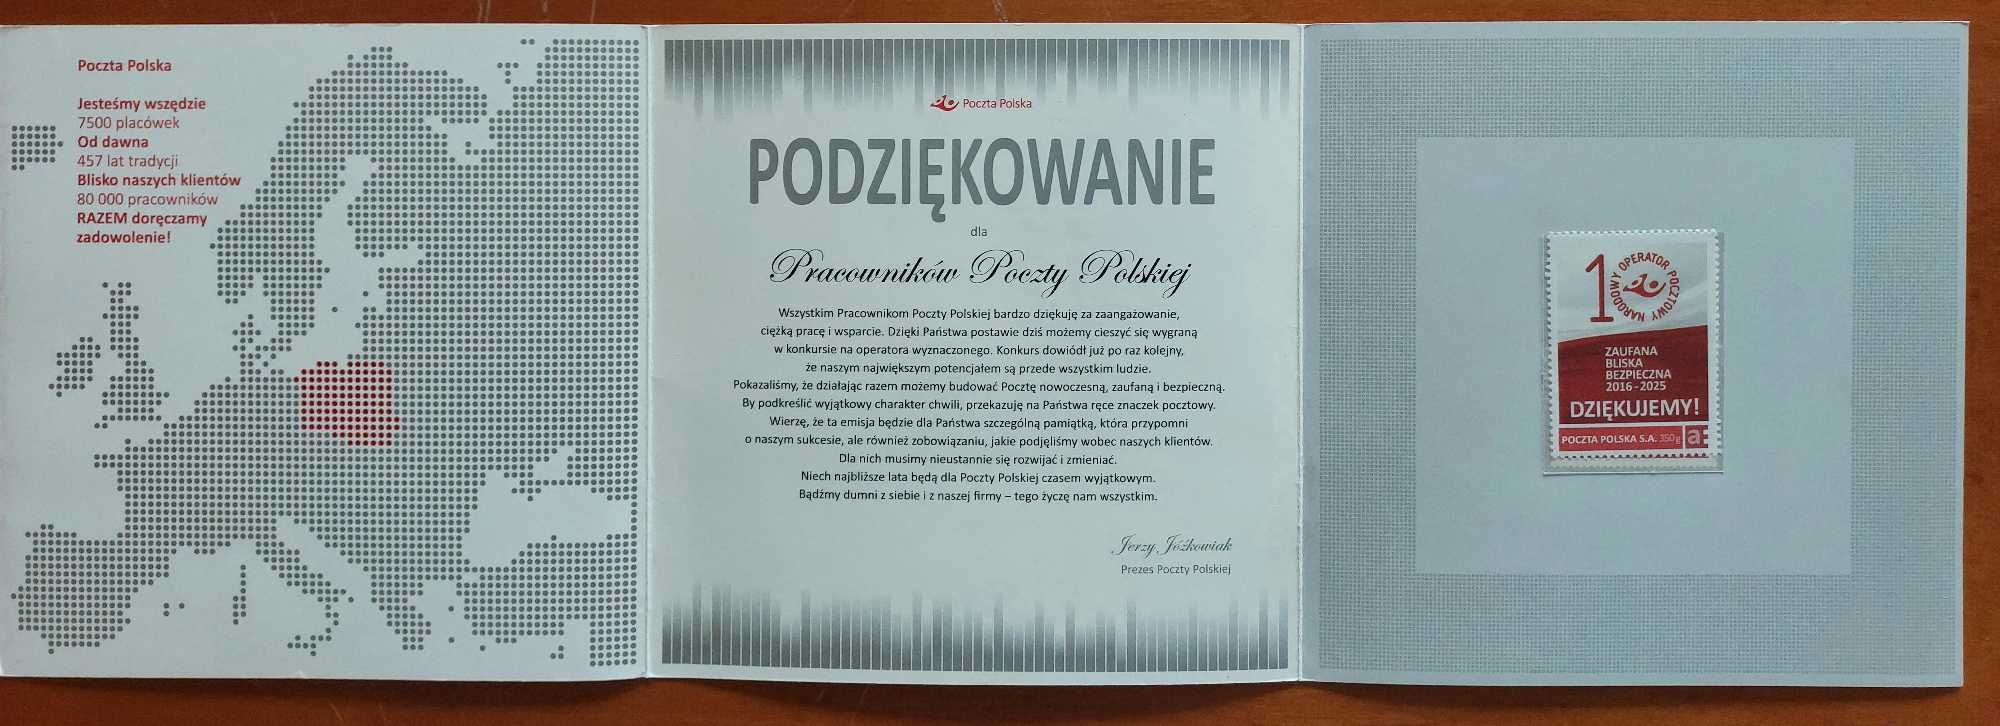 Poczta Polska
Jesteśmy wszędzie
7500 placówek
Od dawna
457 lat tradycji
Blisko naszych klientów
80 000 pracowników
RAZEM doręczamy
zadowolenie!
Poczta Polska
PODZIĘKOWANIE
dla
Pracowników Poczty Polskiej
Wszystkim Pracownikom Poczty Polskiej bardzo dziękuję za zaangażowanie,
ciężką pracę i wsparcie. Dzięki Państwa postawie dziś możemy cieszyć się wygraną
w konkursie na operatora wyznaczonego. Konkurs dowiódł już po raz kolejny,
że naszym największym potencjałem są przede wszystkim ludzie.
Pokazaliśmy, że działając razem możemy budować Pocztę nowoczesną, zaufaną i bezpieczną.
By podkreślić wyjątkowy charakter chwili, przekazuję na Państwa ręce znaczek pocztowy.
Wierzę, że ta emisja będzie dla Państwa szczególną pamiątką, która przypomni
o naszym sukcesie, ale również zobowiązaniu, jakie podjęliśmy wobec naszych klientów.
Dla nich musimy nieustannie się rozwijać i zmieniać.
Niech najbliższe lata będą dla Poczty Polskiej czasem wyjątkowym.
Bądźmy dumni z siebie i z naszej firmy – tego życzę nam wszystkim.
Jerzy Jóźkowiak
Prezes Poczty Polskiej
10
NARODOWY OPERATOR POCZTOWY
ZAUFANA
BLISKA
BEZPIECZNA
2016-2025
DZIĘKUJEMY!
POCZTA POLSKA S.A. 350g a